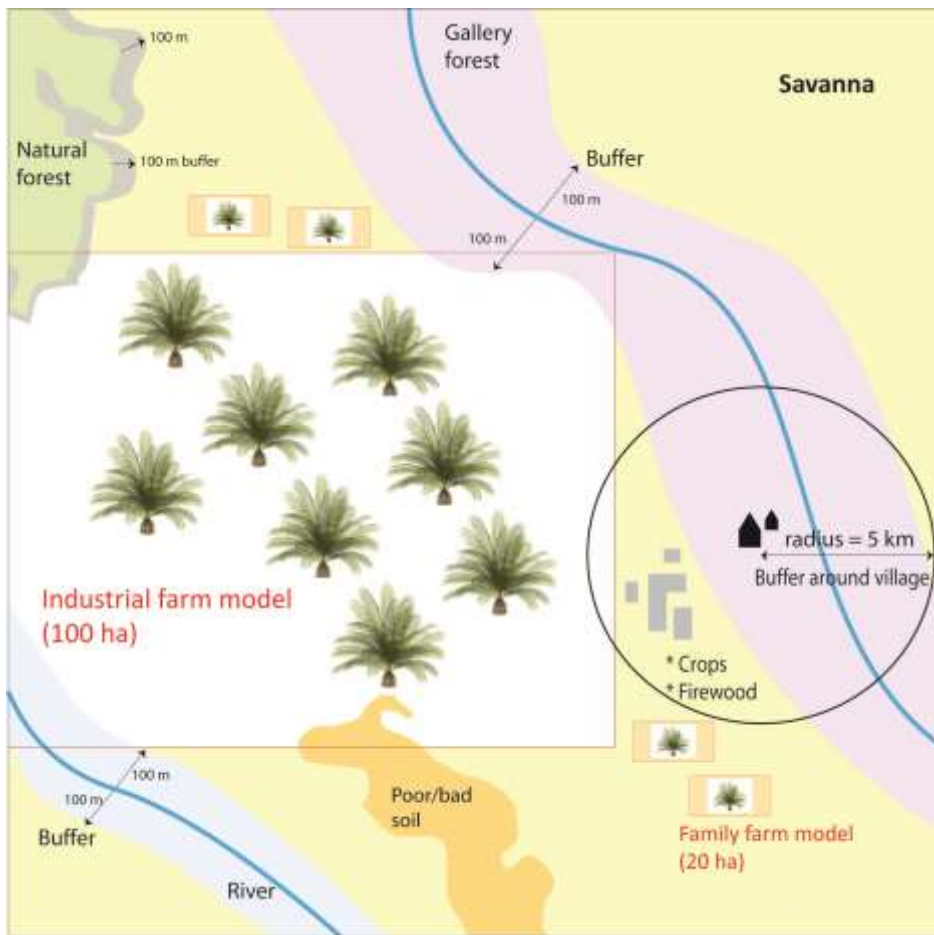 100 m
Gallery
forest
Savanna
Natural
forest
100 m buffer
Buffer
100 m
100 m
radius = 5 km
Buffer around village
Industrial farm model
(100 ha)
* Crops
* Firewood
100 m
100 m
Buffer
Poor/bad
soil
Family farm model
(20 ha)
River